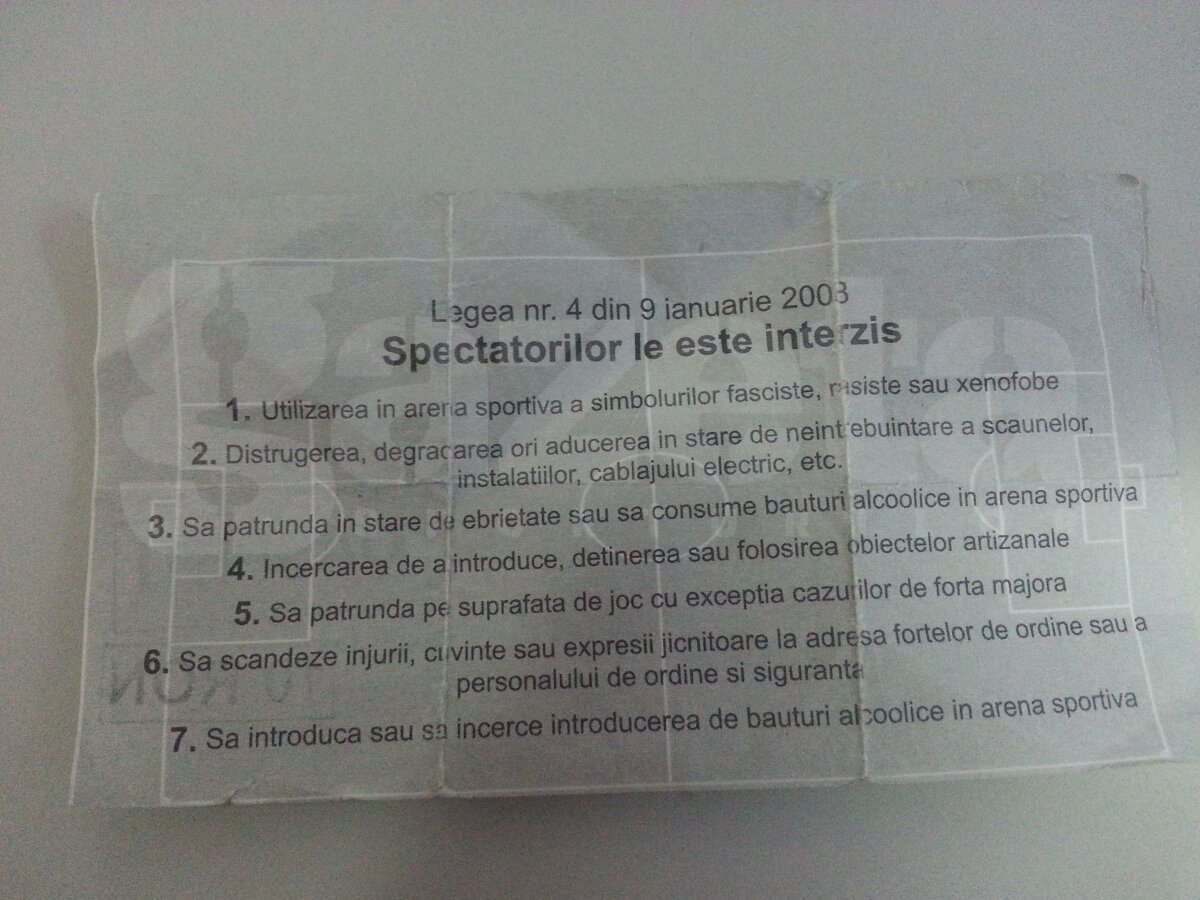 Legea nr. 4 din 9 ianuarie 2008
Spectatorilor le este interzis
1. Utilizarea in arena sportiva a simbolurilor fasciste, rasiste sau xenofobe
2. Distrugerea, degradarea ori aducerea in stare de neintrebuintare a scaunelor,
instalatiilor, cablajului electric, etc.
3. Sa patrunda in stare de ebrietate sau sa consume bauturi alcoolice in arena sportiva
4. Incercarea de a introduce, detinerea sau folosirea obiectelor artizanale
5. Sa patrunda pe suprafata de joc cu exceptia cazurilor de forta majora
6. Sa scandeze injurii, cuvinte sau expresii jicnitoare la adresa fortelor de ordine sau a
personalului de ordine si siguranta
7. Sa introduca sau sa incerce introducerea de bauturi alcoolice in arena sportiva